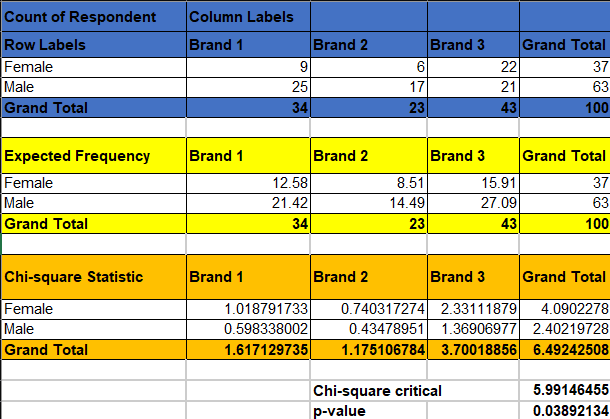 Count of Respondent Column Labels
Row Labels Brand 1 Brand 2 Brand 3 Grand Total
Female 9 6 22 37
Male 25 17 21 63
Grand Total 34 23 43 100
Expected Frequency Brand 1 Brand 2 Brand 3 Grand Total
Female 12.58 8.51 15.91 37
Male 21.42 14.49 27.09 63
Grand Total 34 23 43 100
Chi-square Statistic Brand 1 Brand 2 Brand 3 Grand Total
Female 1.018791733 0.740317274 2.33111879 4.0902278
Male 0.598338002 0.43478951 1.36906977 2.40219728
Grand Total 1.617129735 1.175106784 3.70018856 6.49242508
Chi-square critical 5.99146455
p-value 0.03892134